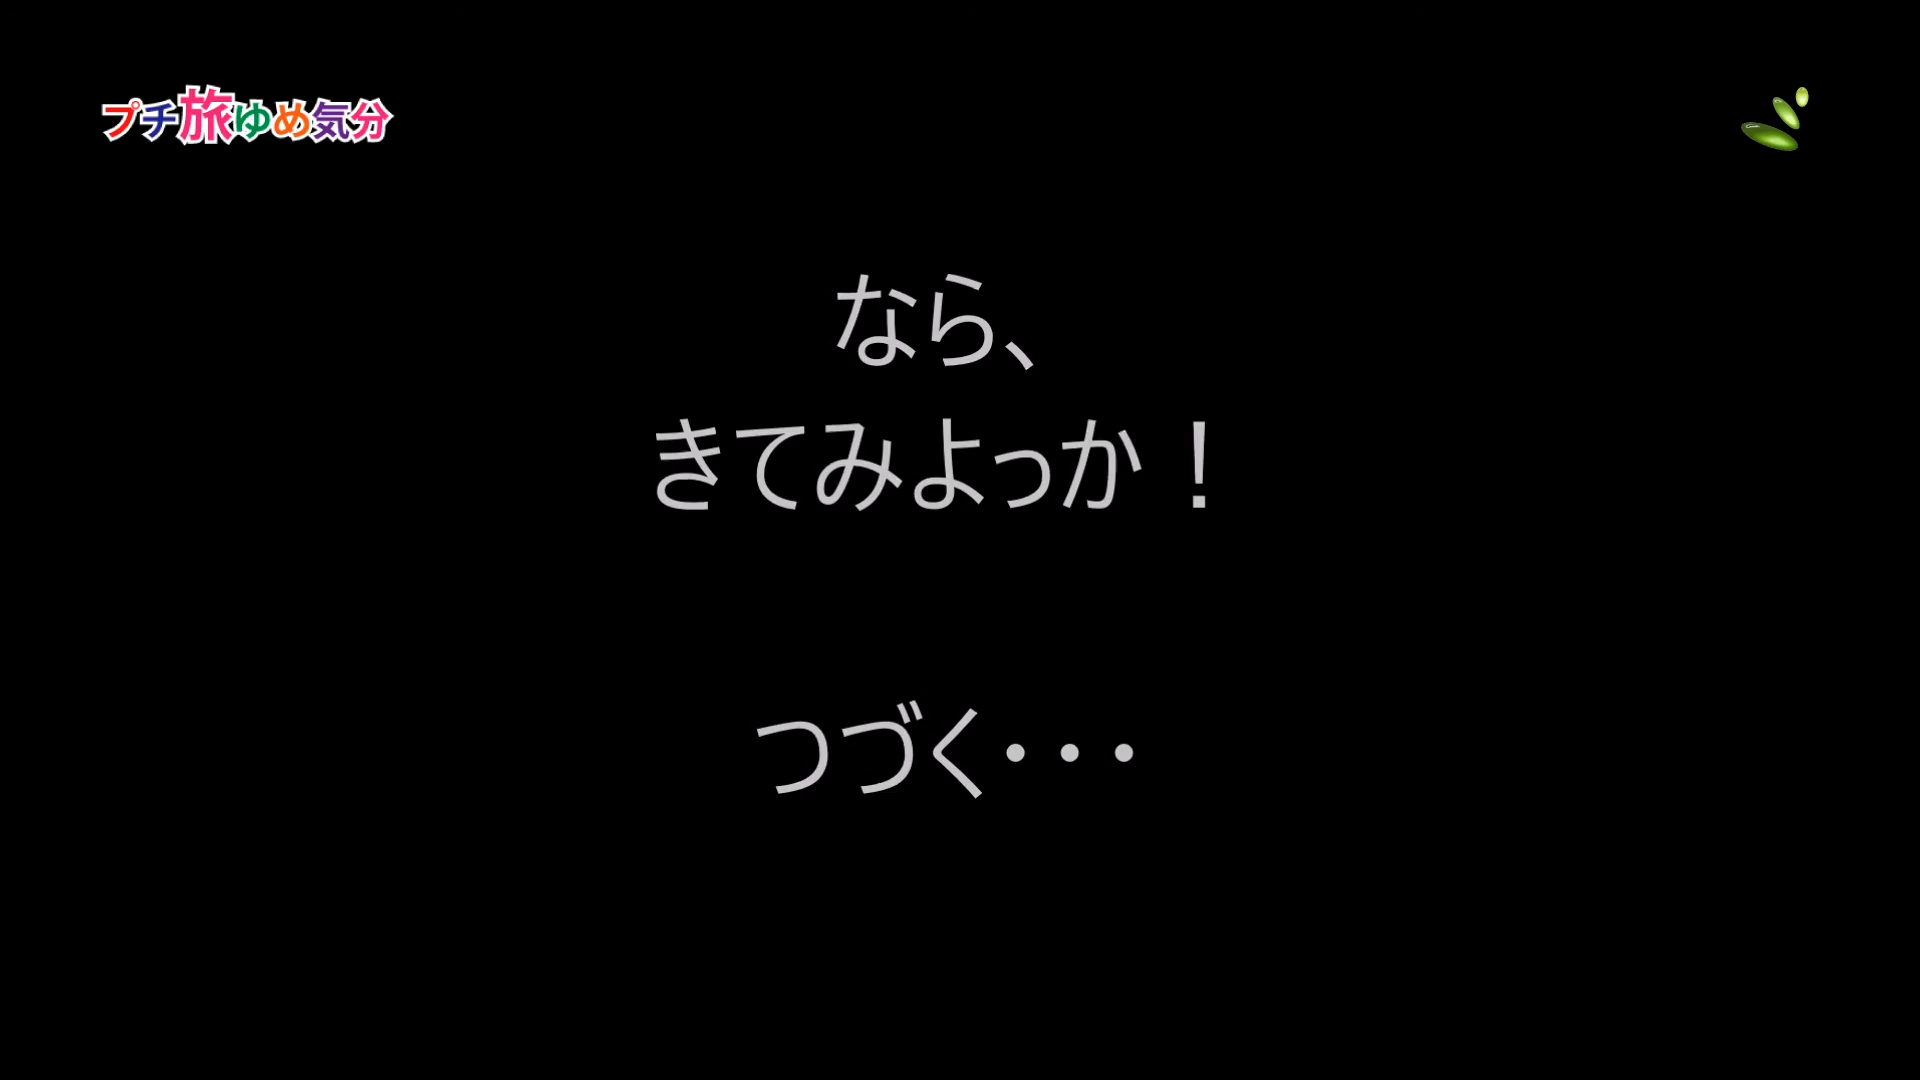 プチ旅ゆめ気分
なら、
きてみよっか！
つづく・・・